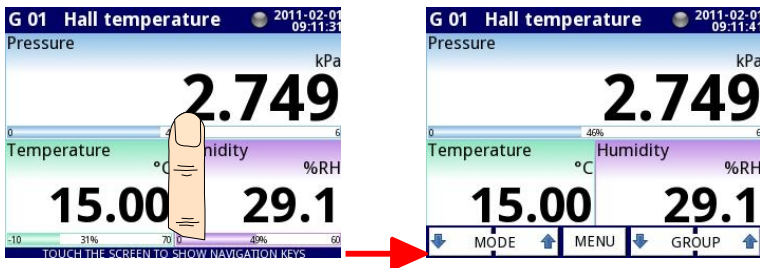 G 01 Hall temperature 2011-02-01
09:11:31
Pressure
kPa
2.749
0 6
Temperature
°C
15.00
-10 31% 70
%RH
29.1
0 49% 60
TOUCH THE SCREEN TO SHOW NAVIGATION KEYS
G 01 Hall temperature 2011-02-01
09:11:41
Pressure
kPa
2.749
0 46% 6
Temperature
°C
15.00
Humidity
%RH
29.1
MODE MENU GROUP